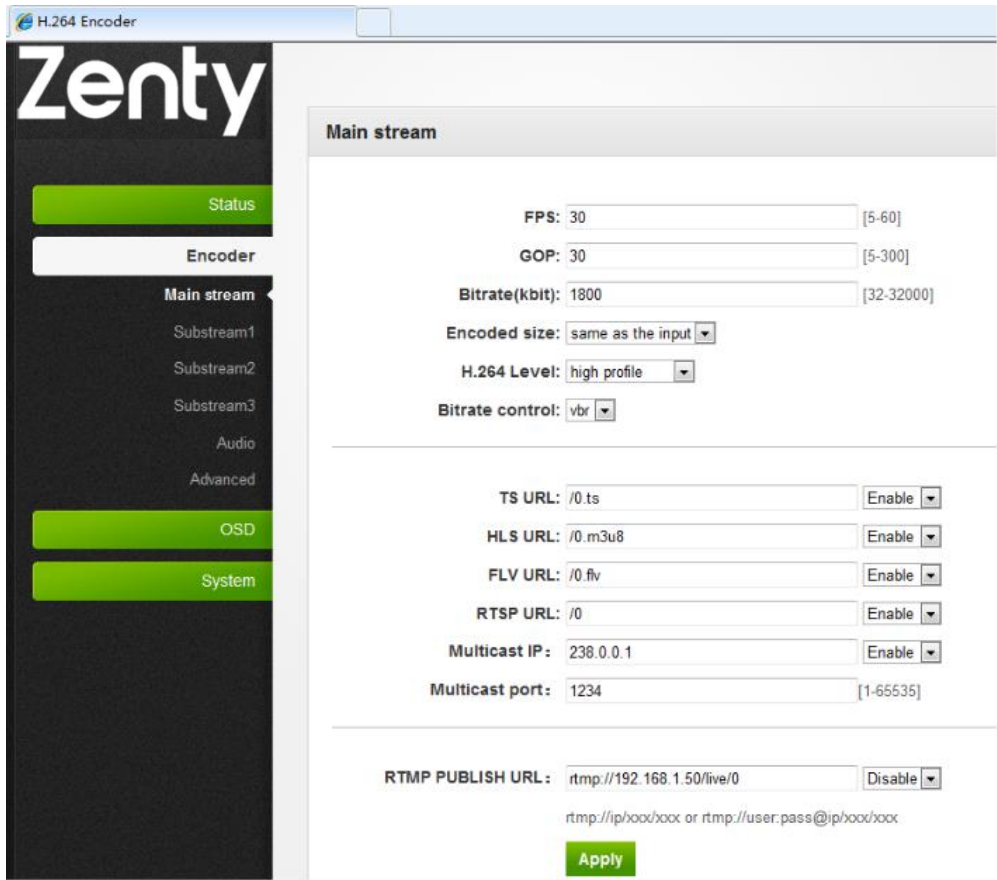 H.264 Encoder
Zenty
Status
Encoder
Main stream
Substream1
Substream2
Substream3
Audio
Advanced
OSD
System
Main stream
FPS: 30 [5-60]
GOP: 30 [5-300]
Bitrate(kbit): 1800 [32-32000]
Encoded size: same as the input
H.264 Level: high profile
Bitrate control: vbr
TS URL: /0.ts Enable
HLS URL: /0.m3u8 Enable
FLV URL: /0.flv Enable
RTSP URL: /0 Enable
Multicast IP: 238.0.0.1 Enable
Multicast port: 1234 [1-65535]
RTMP PUBLISH URL: rtmp://192.168.1.50/live/0 Disable
rtmp://ip/xxx/xxx or rtmp://user:pass@ip/xxx/xxx
Apply